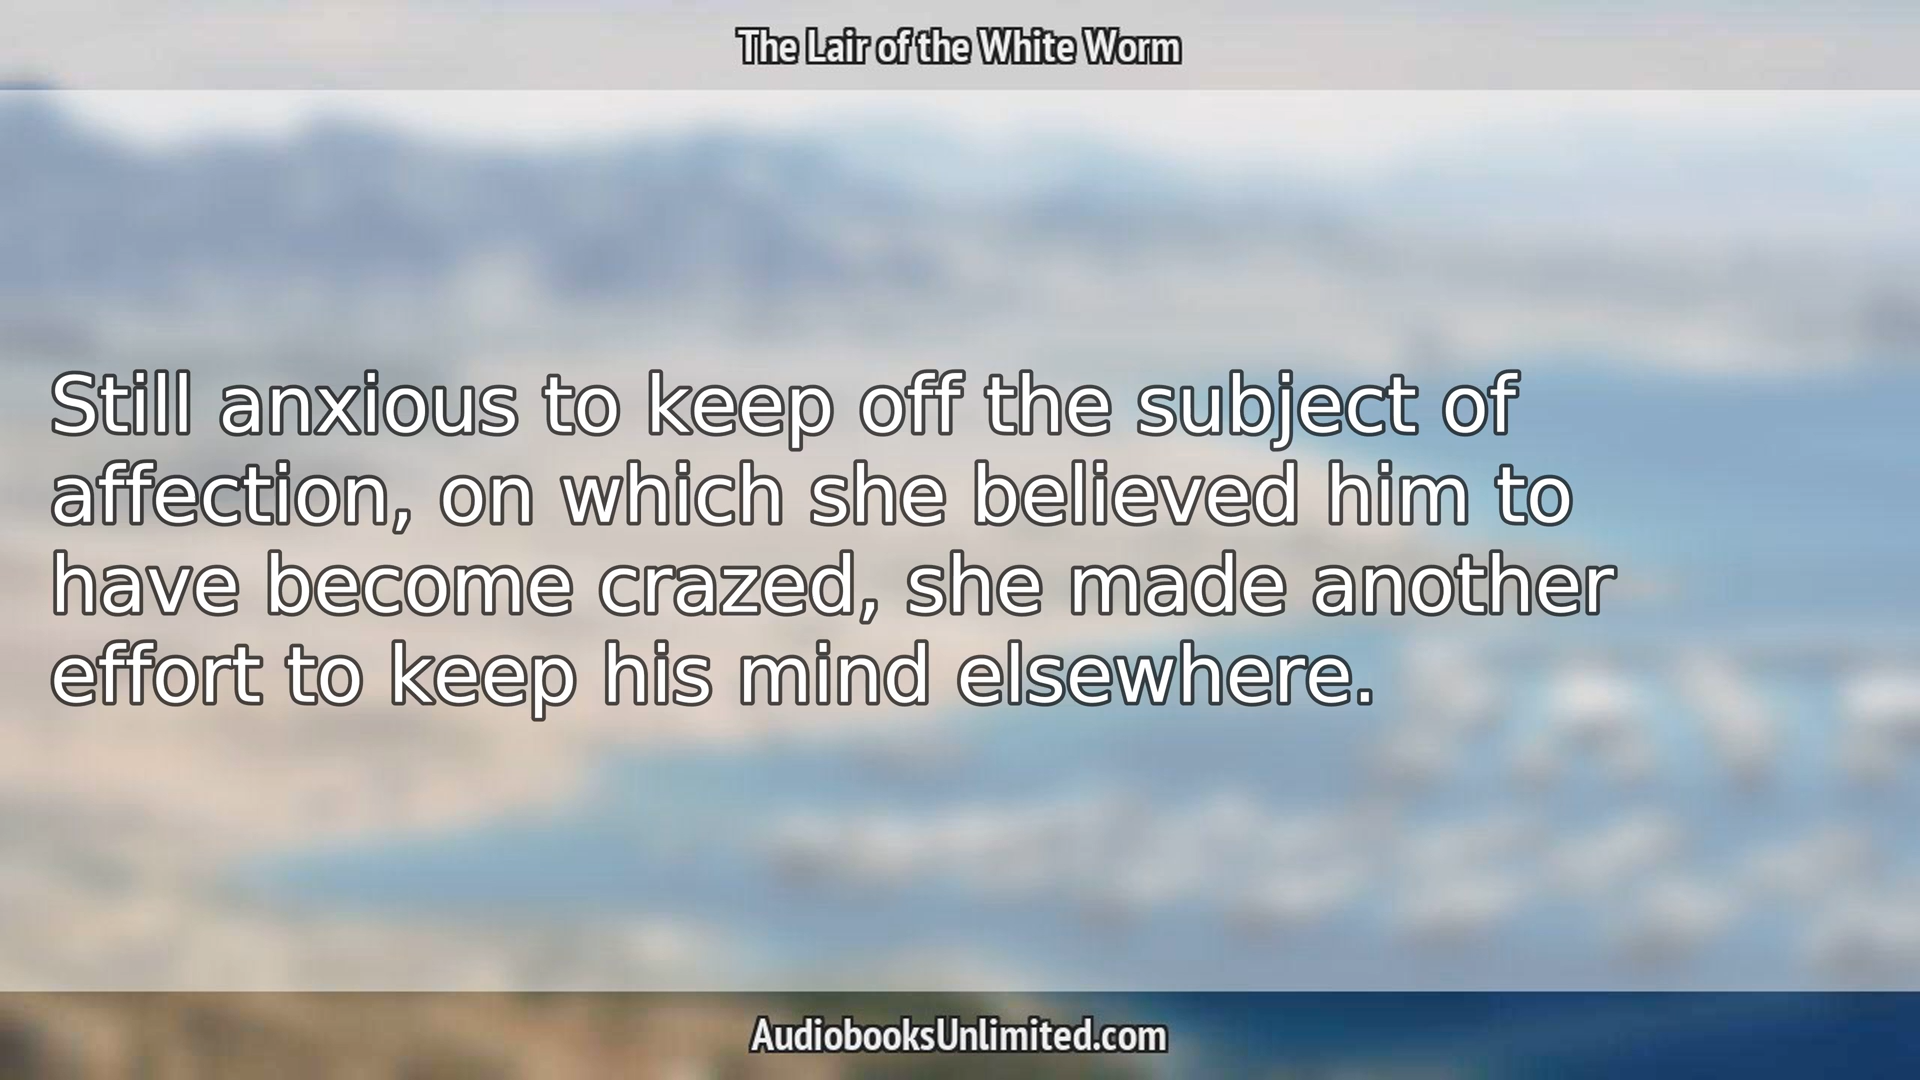 The Lair of the White Worm
Still anxious to keep off the subject of
affection, on which she believed him to
have become crazed, she made another
effort to keep his mind elsewhere.
AudiobooksUnlimited.com